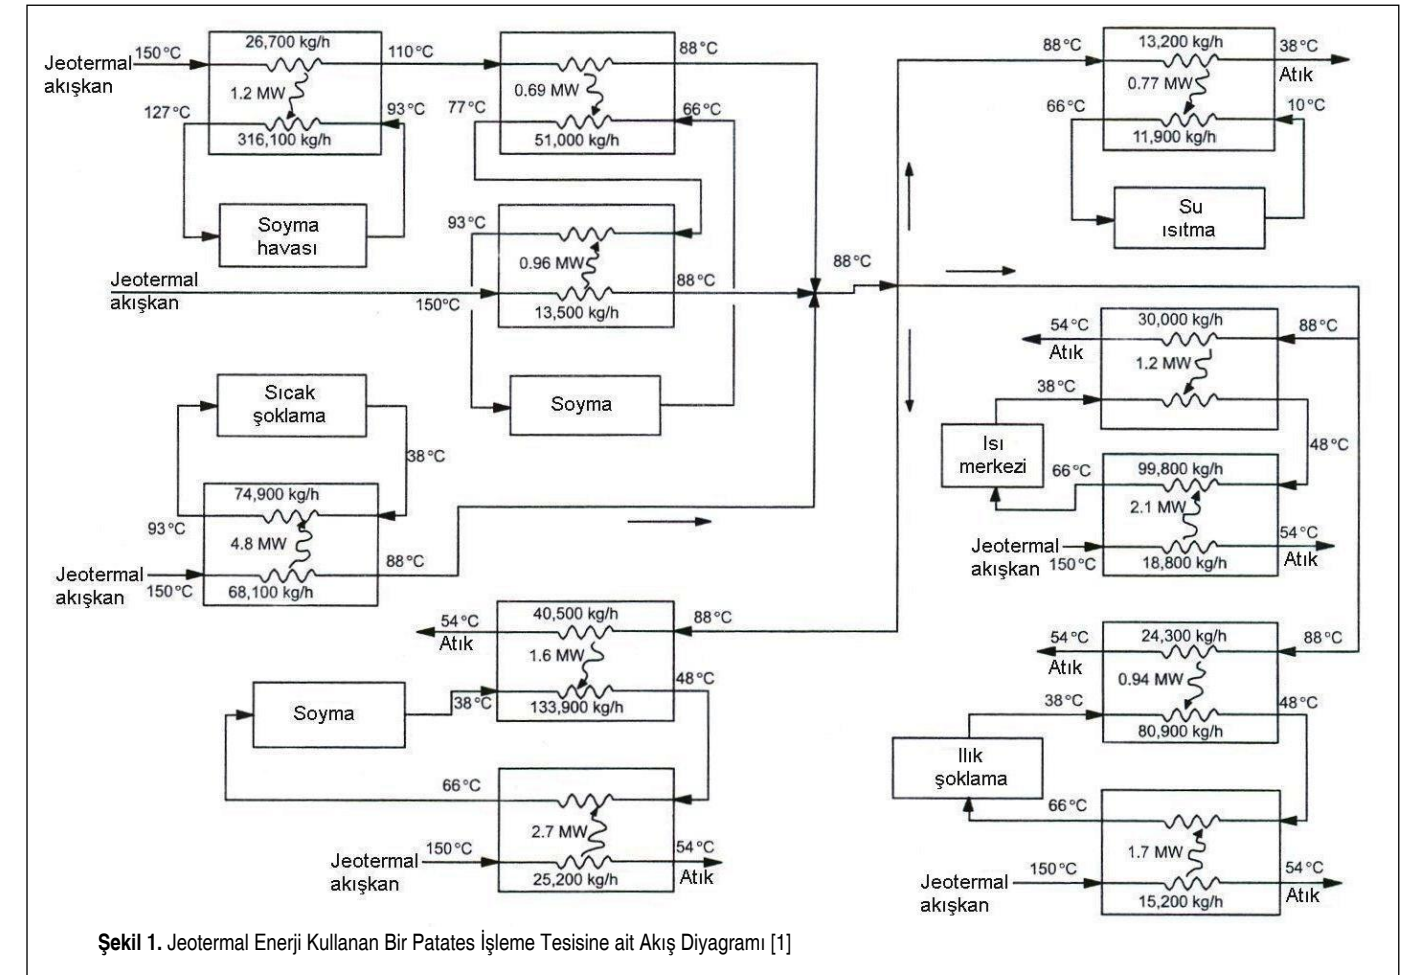 26,700 kg/h
150°C
110°C
88°C
Jeotermal
akışkan
1.2 MW
0.69 MW
127°C
93°C
77°C
66°C
316,100 kg/h
51,000 kg/h
Soyma
havası
93°C
0.96 MW
88°C
Jeotermal
akışkan
150°C
13,500 kg/h
88°C
Soyma
Sıcak
şoklama
38°C
74,900 kg/h
93°C
4.8 MW
88°C
Jeotermal
akışkan
150°C
68,100 kg/h
88°C
13,200 kg/h
38°C
Atık
0.77 MW
66°C
10°C
11,900 kg/h
Su
ısıtma
54°C
Atık
30,000 kg/h
88°C
1.2 MW
38°C
Isı
merkezi
48°C
66°C
99,800 kg/h
2.1 MW
Jeotermal
akışkan
150°C
54°C
Atık
18,800 kg/h
40,500 kg/h
54°C
Atık
88°C
1.6 MW
Soyma
38°C
48°C
133,900 kg/h
66°C
2.7 MW
Jeotermal
akışkan
150°C
54°C
Atık
25,200 kg/h
54°C
Atık
24,300 kg/h
88°C
0.94 MW
38°C
48°C
80,900 kg/h
Ilık
şoklama
66°C
1.7 MW
Jeotermal
akışkan
150°C
54°C
Atık
15,200 kg/h
Şekil 1. Jeotermal Enerji Kullanan Bir Patates İşleme Tesisine ait Akış Diyagramı [1]